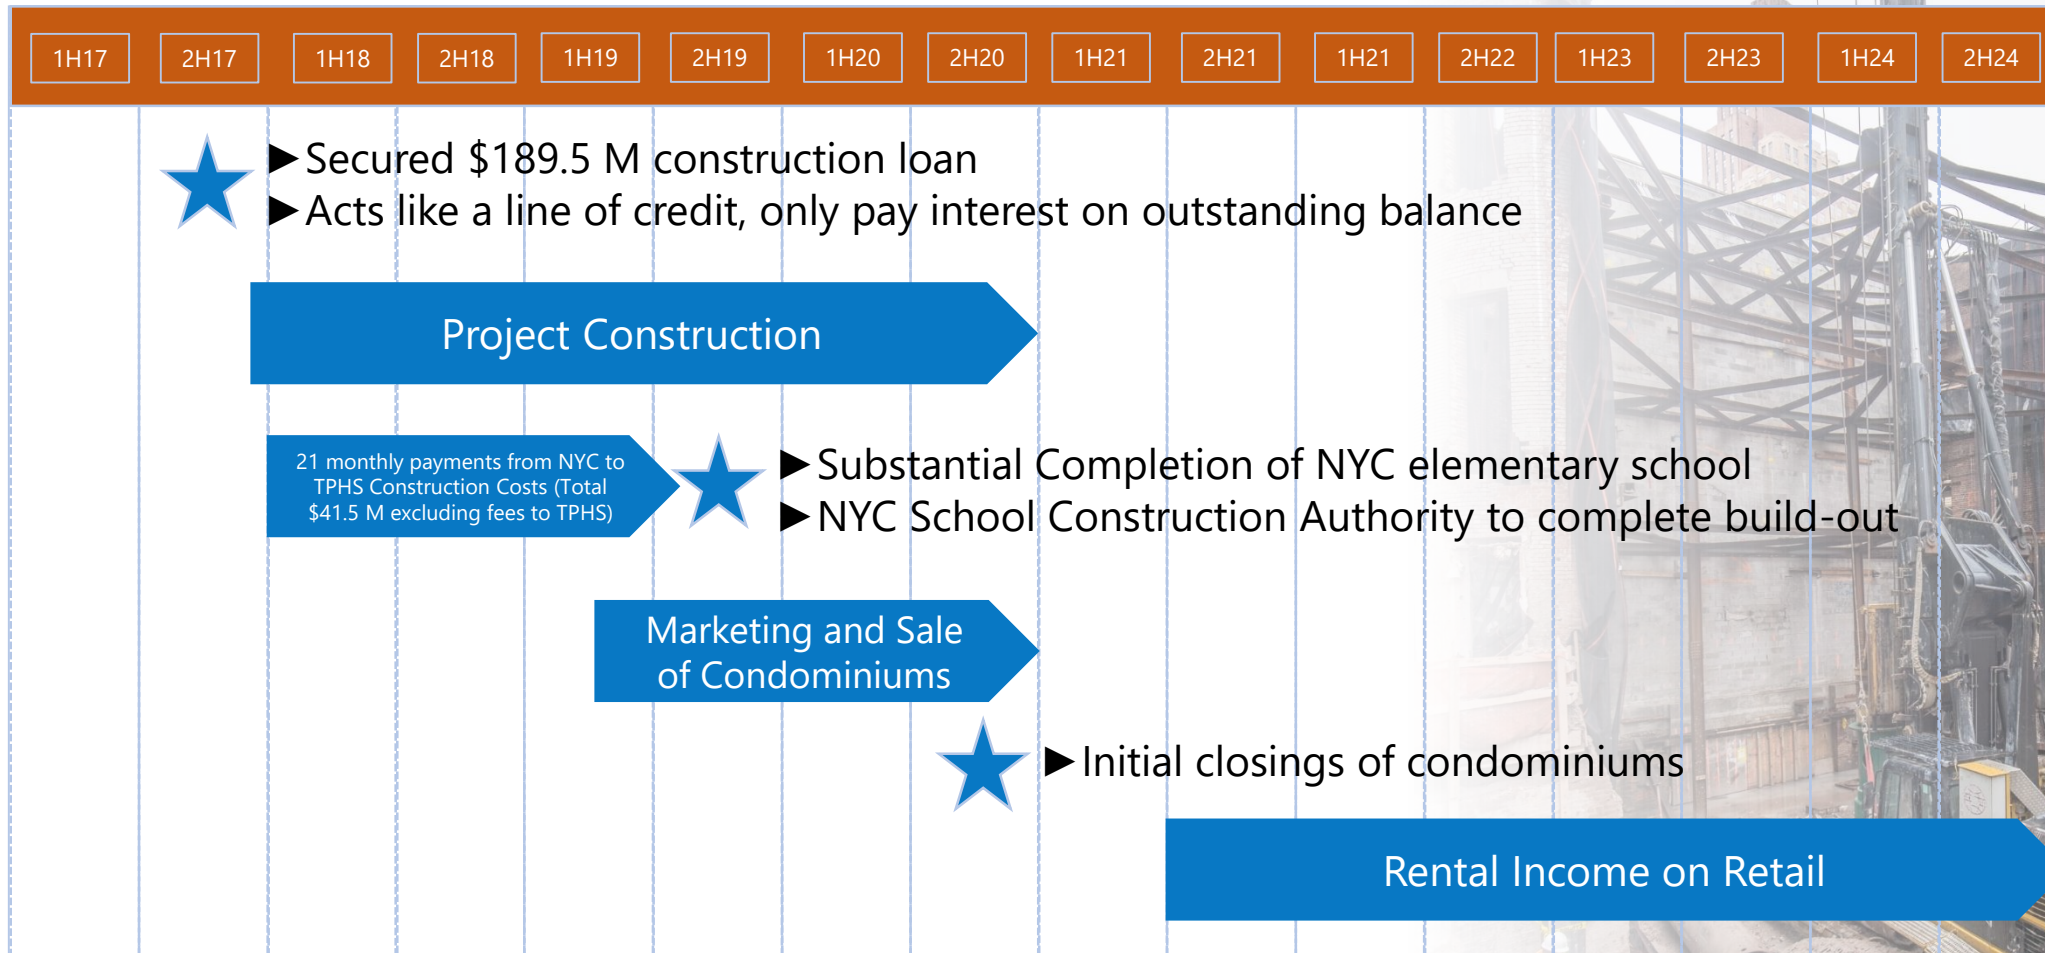 1H17 2H17 1H18 2H18 1H19 2H19 1H20 2H20 1H21 2H21 1H21 2H22 1H23 2H23 1H24 2H24
►Secured $189.5 M construction loan
►Acts like a line of credit, only pay interest on outstanding balance
Project Construction
21 monthly payments from NYC to
TPHS Construction Costs (Total
$41.5 M excluding fees to TPHS)
►Substantial Completion of NYC elementary school
►NYC School Construction Authority to complete build-out
Marketing and Sale
of Condominiums
►Initial closings of condominiums
Rental Income on Retail